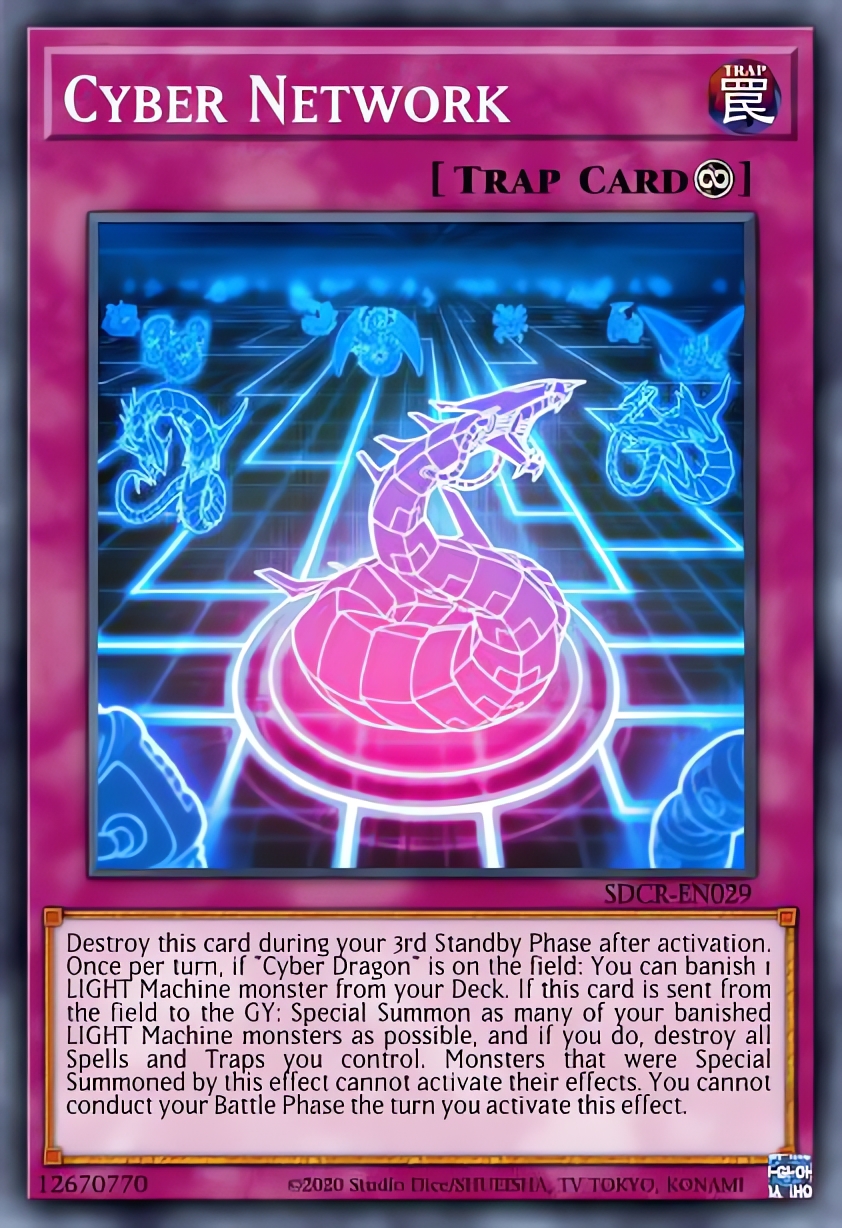 CYBER NETWORK
TRAP
罠
[ TRAP CARD ]
SDCR-EN029
Destroy this card during your 3rd Standby Phase after activation.
Once per turn, if "Cyber Dragon" is on the field: You can banish 1
LIGHT Machine monster from your Deck. If this card is sent from
the field to the GY: Special Summon as many of your banished
LIGHT Machine monsters as possible, and if you do, destroy all
Spells and Traps you control. Monsters that were Special
Summoned by this effect cannot activate their effects. You cannot
conduct your Battle Phase the turn you activate this effect.
12670770
©2020 Studio Dice/SHUEISHA, TV TOKYO, KONAMI